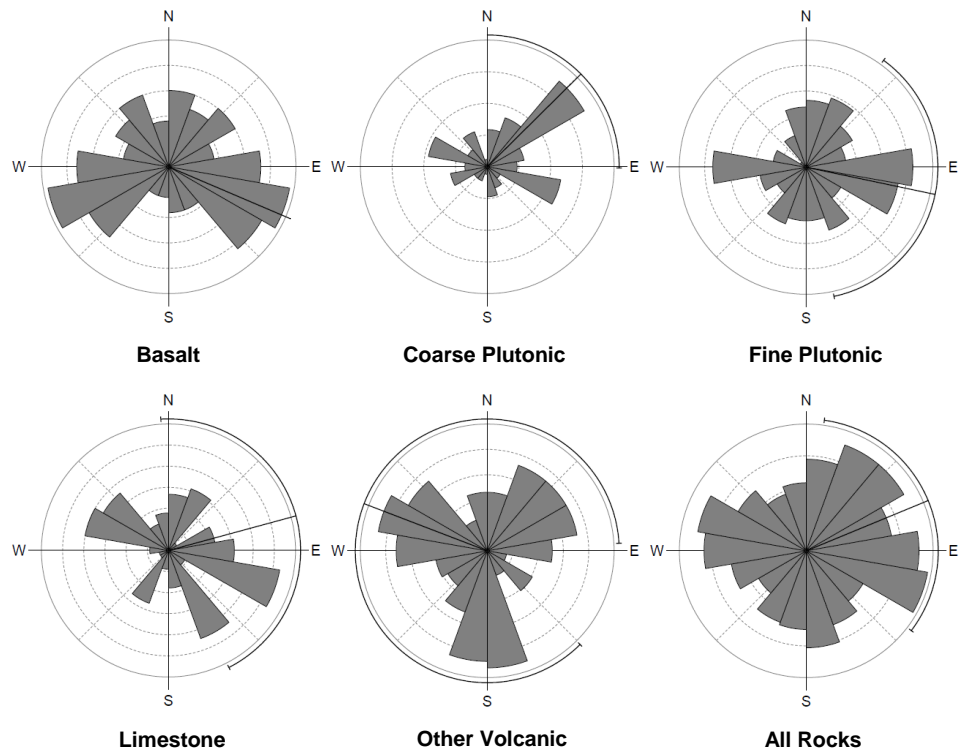 N N N
W E W E W E
S S S
Basalt Coarse Plutonic Fine Plutonic
N N N
W E W E W E
S S S
Limestone Other Volcanic All Rocks